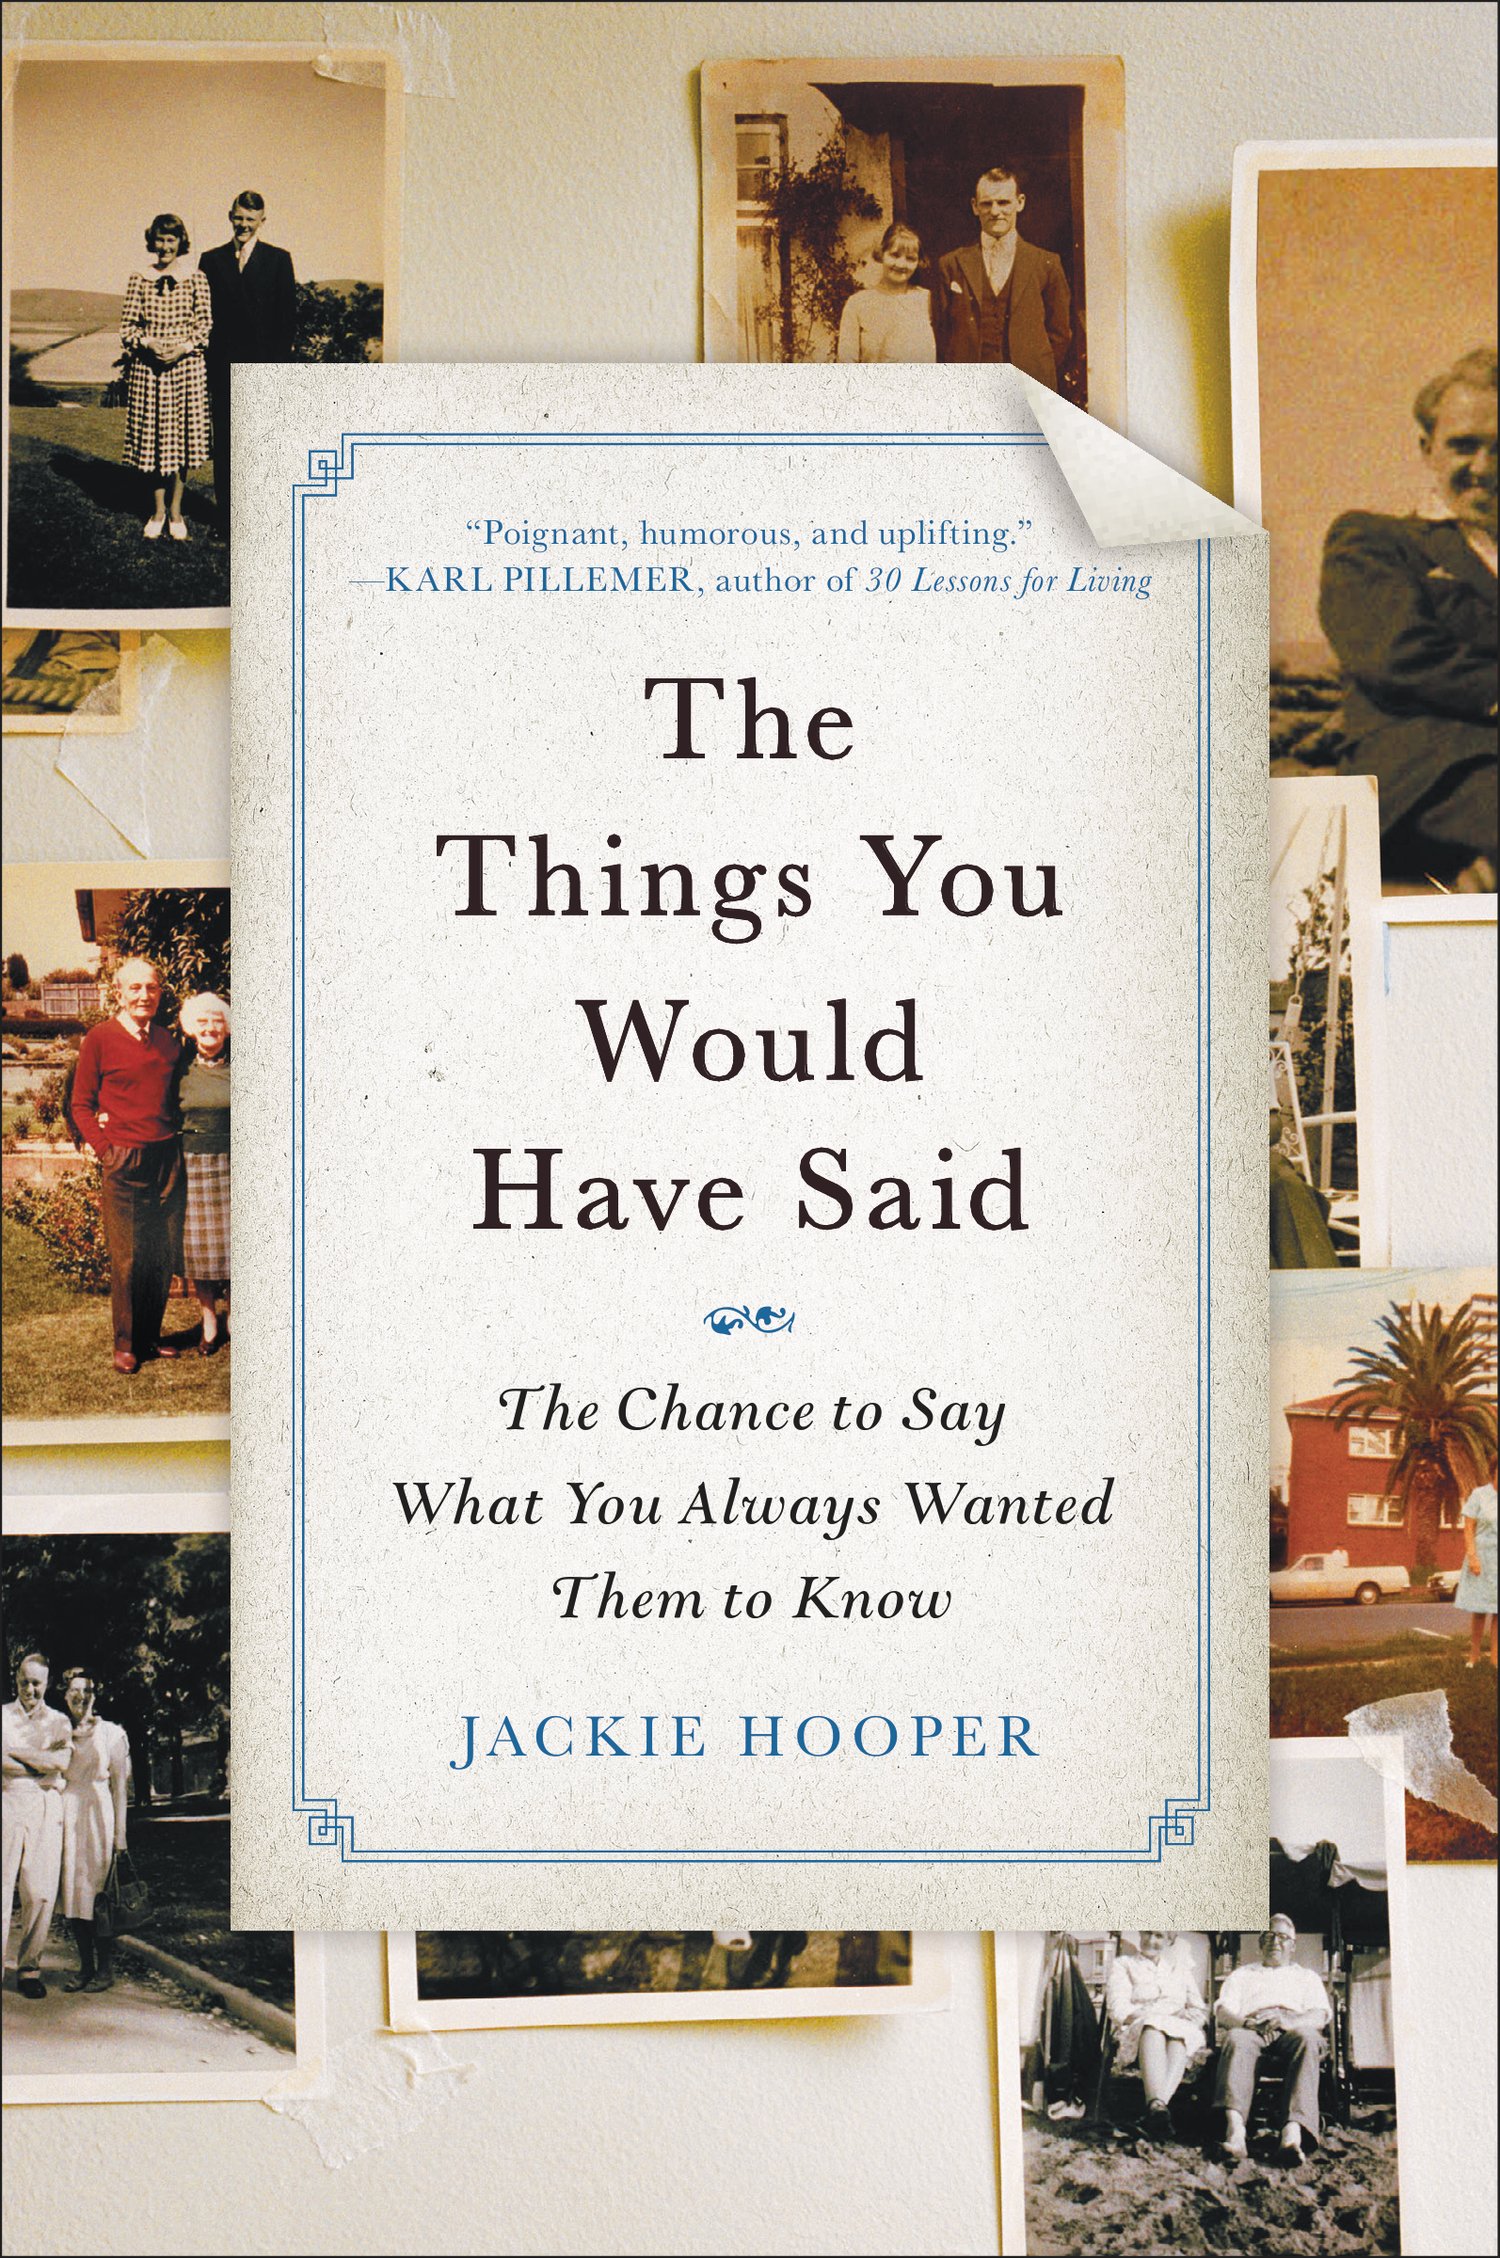 “Poignant, humorous, and uplifting.”
—KARL PILLEMER, author of 30 Lessons for Living
The
Things You
Would
Have Said
The Chance to Say
What You Always Wanted
Them to Know
JACKIE HOOPER